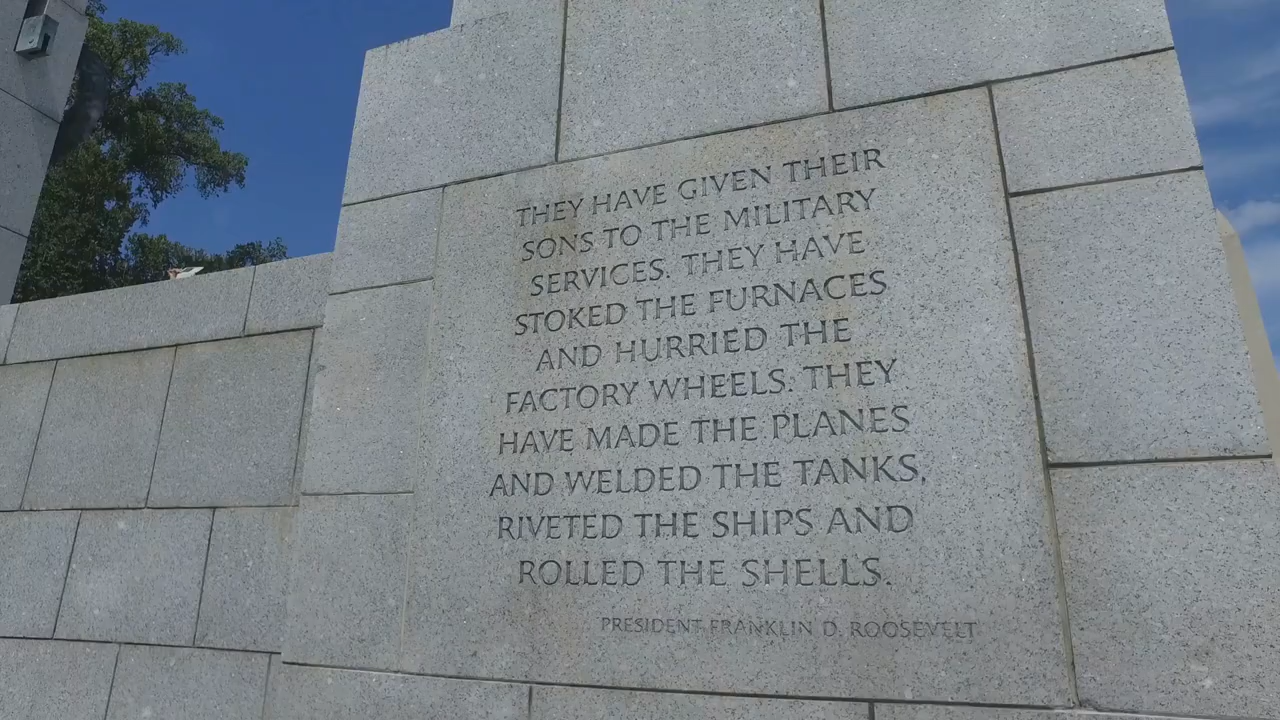 THEY HAVE GIVEN THEIR
SONS TO THE MILITARY
SERVICES. THEY HAVE
STOKED THE FURNACES
AND HURRIED THE
FACTORY WHEELS. THEY
HAVE MADE THE PLANES
AND WELDED THE TANKS,
RIVETED THE SHIPS AND
ROLLED THE SHELLS.
PRESIDENT FRANKLIN D. ROOSEVELT